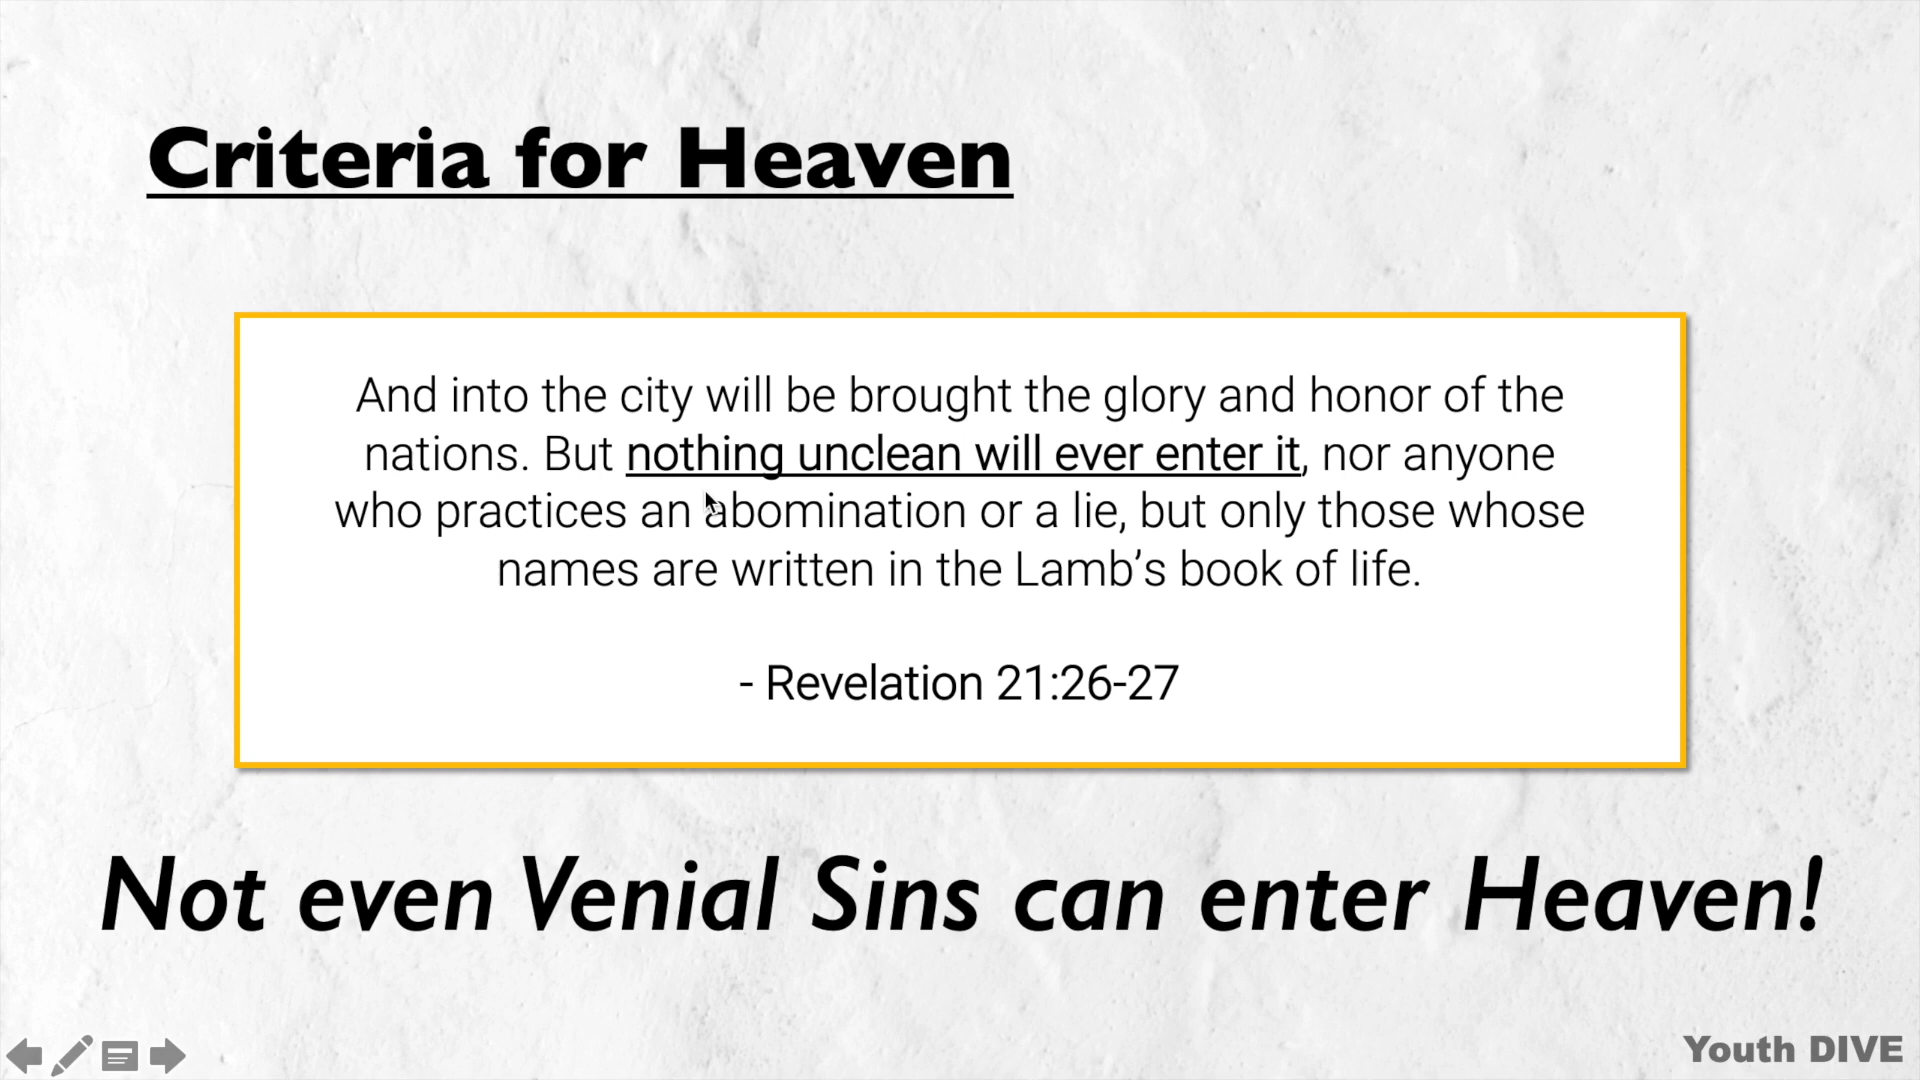 Criteria for Heaven
And into the city will be brought the glory and honor of the
nations. But nothing unclean will ever enter it, nor anyone
who practices an abomination or a lie, but only those whose
names are written in the Lamb’s book of life.
- Revelation 21:26-27
Not even Venial Sins can enter Heaven!
Youth DIVE